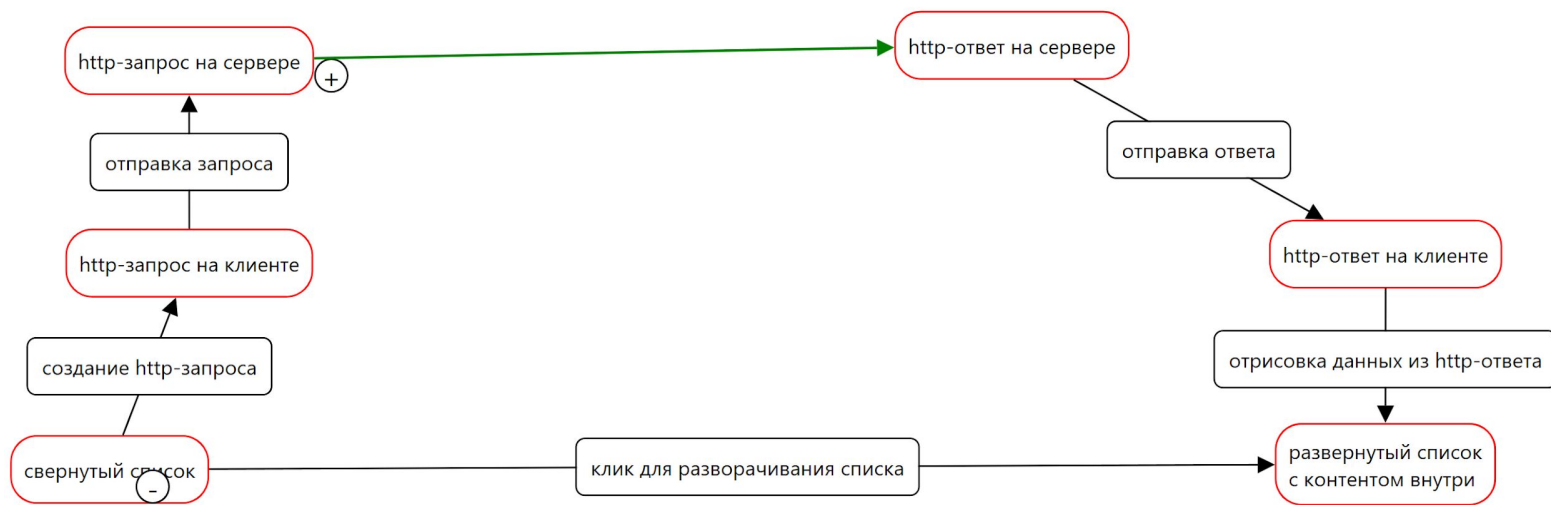 http-запрос на сервере
+
http-ответ на сервере
отправка запроса
отправка ответа
http-запрос на клиенте
http-ответ на клиенте
создание http-запроса
отрисовка данных из http-ответа
свернутый список
-
клик для разворачивания списка
развернутый список
с контентом внутри